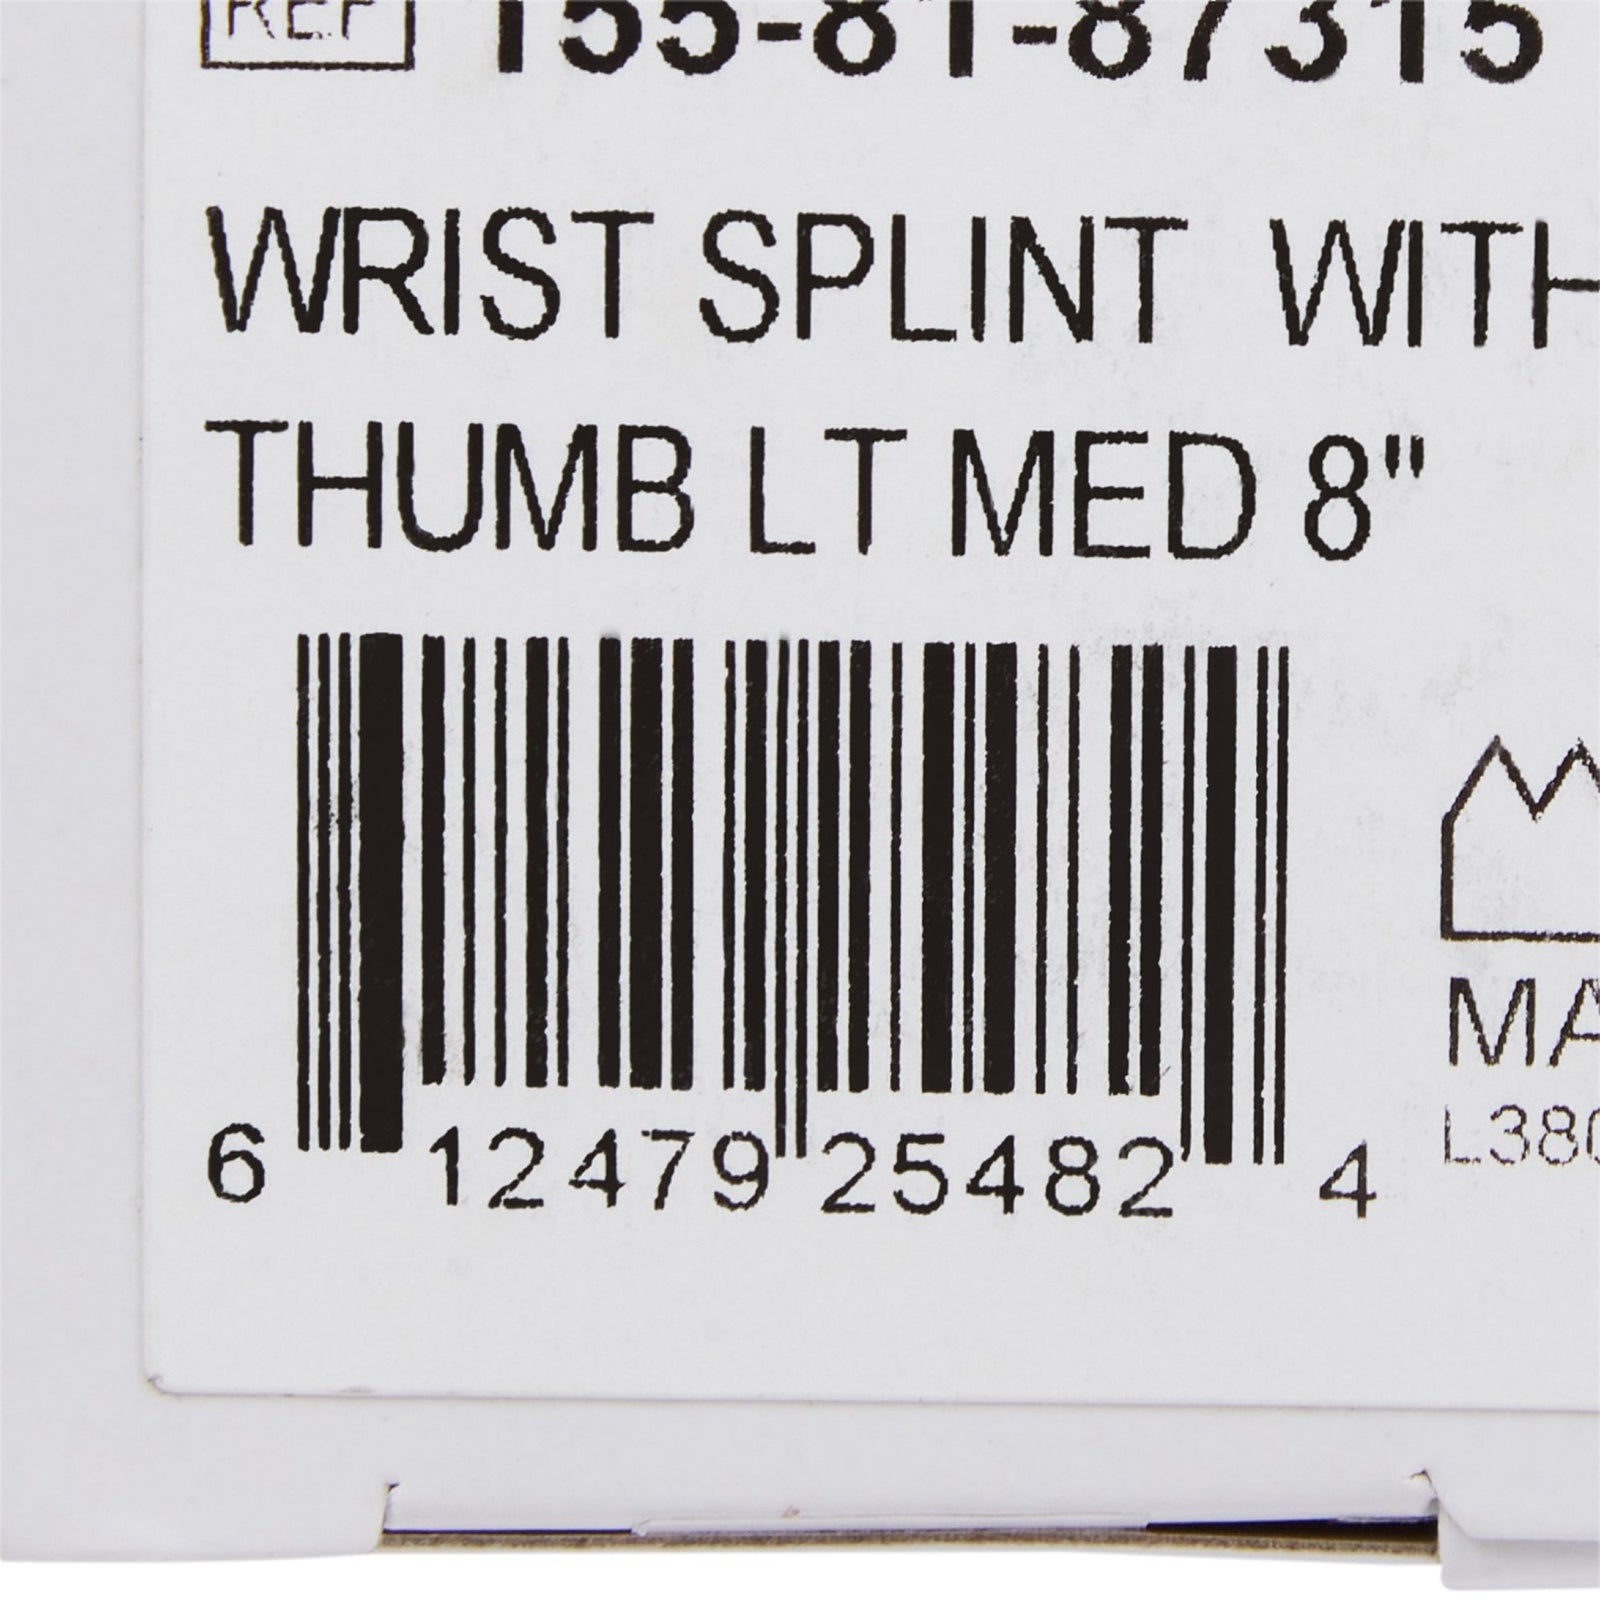 REF 155-81-87315
WRIST SPLINT WITH
THUMB LT MED 8"
6 12479 25482 4
MA
L380